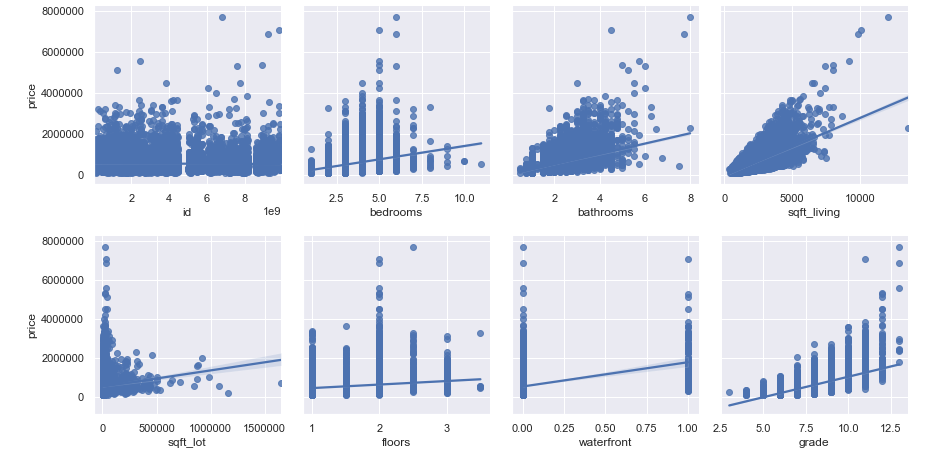 8000000
6000000
4000000
2000000
0
price
2 4 6 8
1e9
id
2.5 5.0 7.5 10.0
bedrooms
2 4 6 8
bathrooms
0 5000 10000
sqft_living
8000000
6000000
4000000
2000000
0
price
0 500000 1000000 1500000
sqft_lot
1 2 3
floors
0.00 0.25 0.50 0.75 1.00
waterfront
2.5 5.0 7.5 10.0 12.5
grade